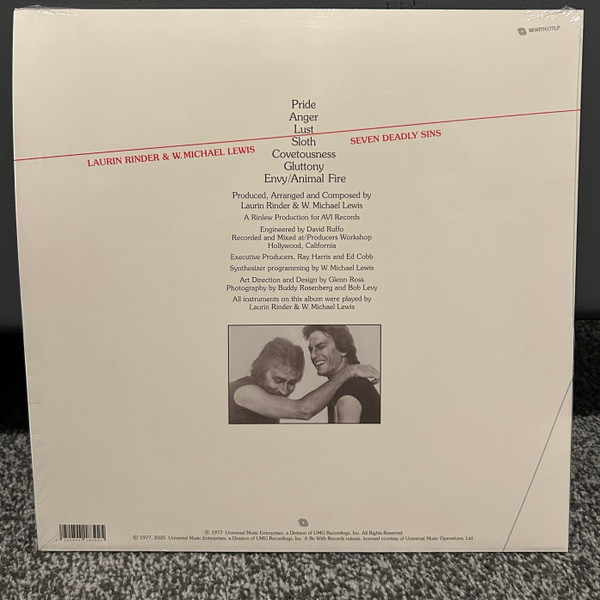 BEWITH177LP
Pride
Anger
Lust
Sloth
Covetousness
Gluttony
Envy/Animal Fire
LAURIN RINDER & W. MICHAEL LEWIS
SEVEN DEADLY SINS
Produced, Arranged and Composed by
Laurin Rinder & W. Michael Lewis
A Rinlew Production for AVI Records
Engineered by David Ruffo
Recorded and Mixed at/Producers Workshop
Hollywood, California
Executive Producers, Ray Harris and Ed Cobb
Synthesizer programming by W. Michael Lewis
Art Direction and Design by Glenn Ross
Photography by Buddy Rosenberg and Bob Levy
All instruments on this album were played by
Laurin Rinder & W. Michael Lewis
℗ 1977. Universal Music Enterprises, a Division of UMG Recordings, Inc. All Rights Reserved
© 1977, 2025. Universal Music Enterprises, a Division of UMG Recordings, Inc. A Be With Records release, licensed courtesy of Universal Music Operations, Ltd.